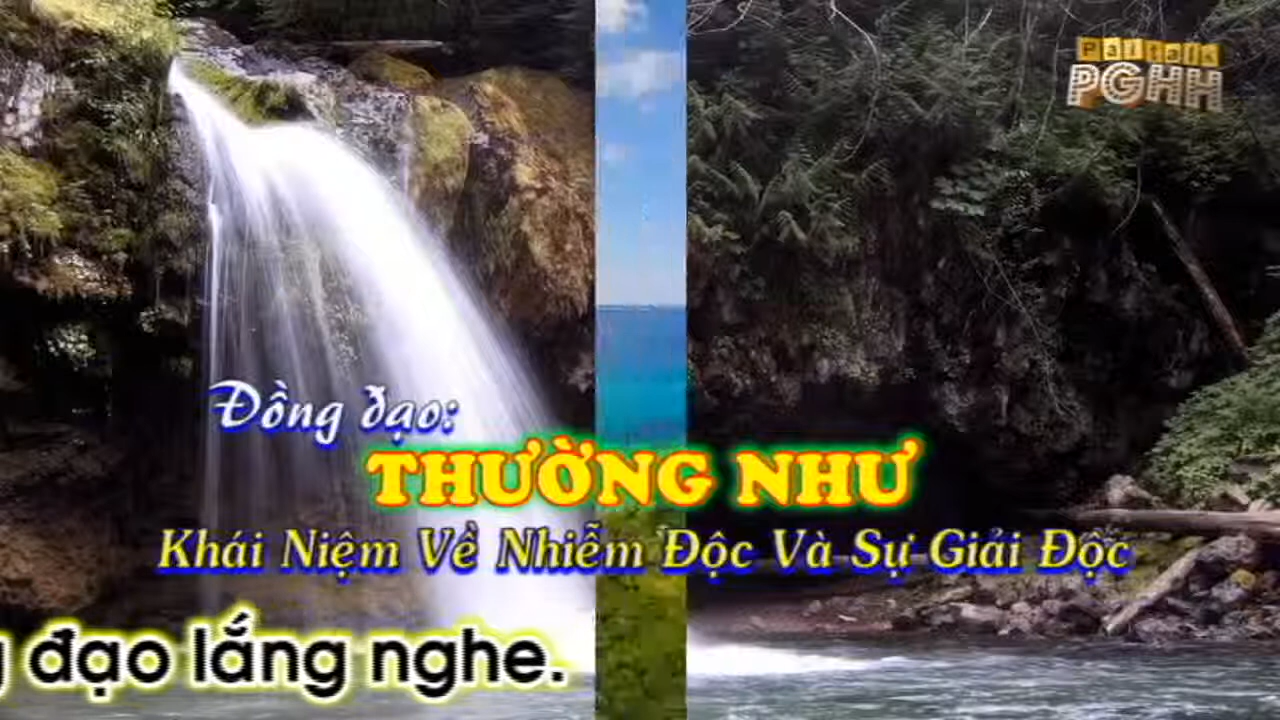 Paltalk
PGHH
Đồng đạo:
THƯỜNG NHƯ
Khái Niệm Về Nhiễm Độc Và Sự Giải Độc
đạo lắng nghe.